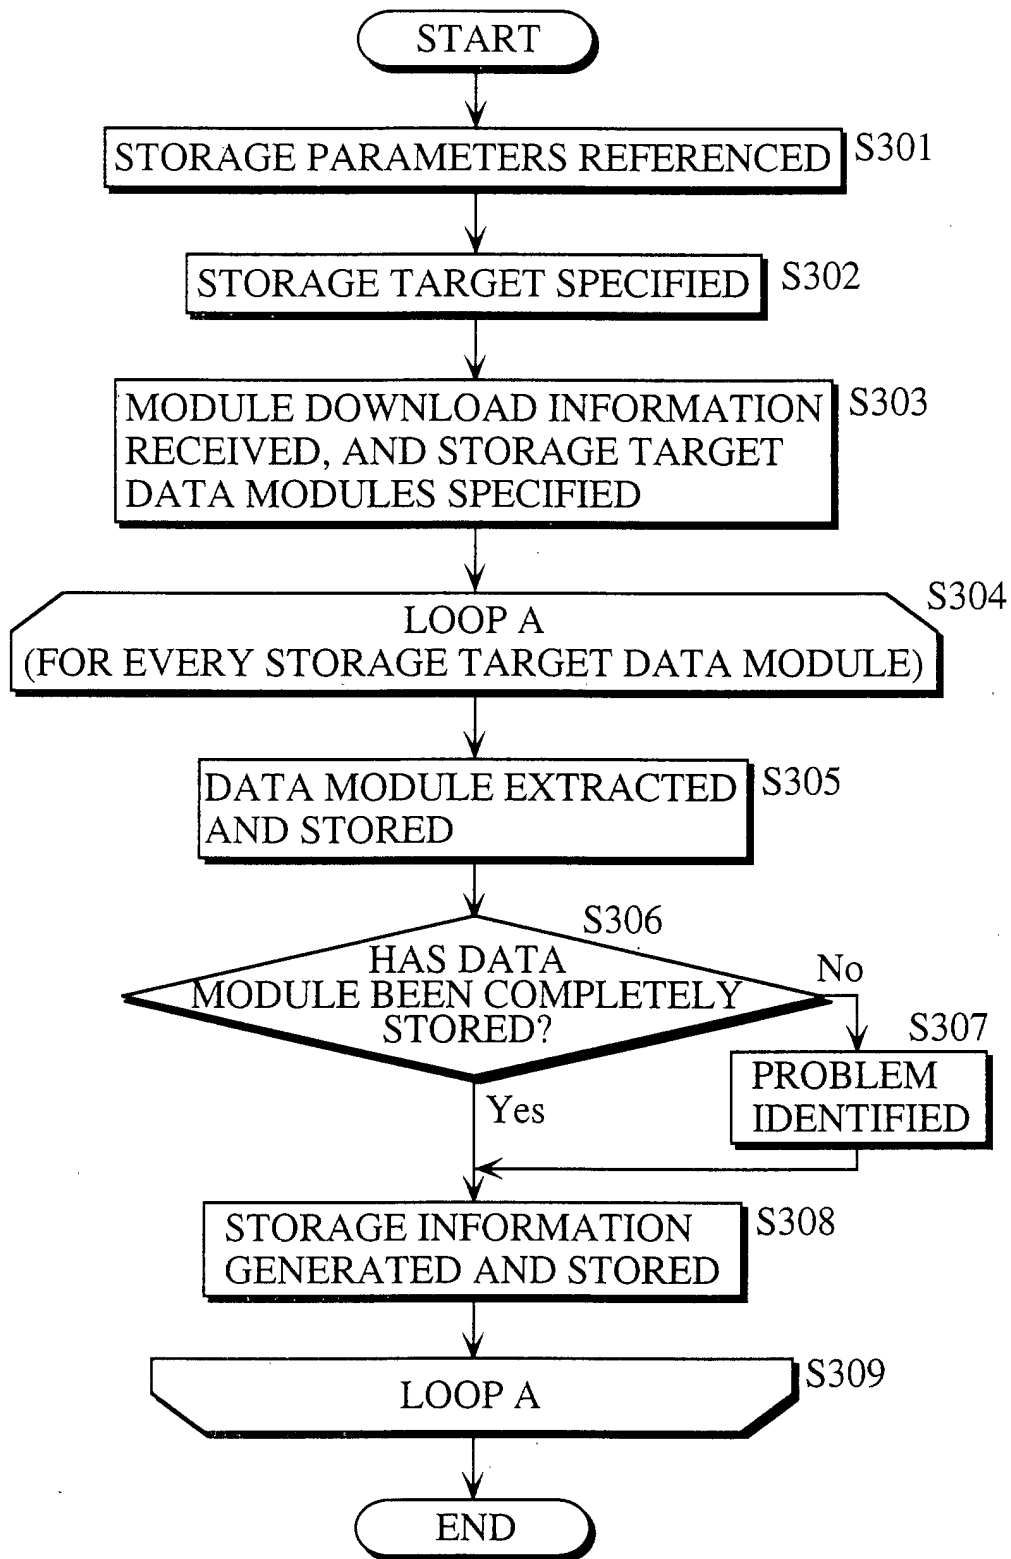 START
STORAGE PARAMETERS REFERENCED
S301
STORAGE TARGET SPECIFIED
S302
MODULE DOWNLOAD INFORMATION
RECEIVED, AND STORAGE TARGET
DATA MODULES SPECIFIED
S303
S304
LOOP A
(FOR EVERY STORAGE TARGET DATA MODULE)
DATA MODULE EXTRACTED
AND STORED
S305
S306
HAS DATA
MODULE BEEN COMPLETELY
STORED?
No
S307
PROBLEM
IDENTIFIED
Yes
STORAGE INFORMATION
GENERATED AND STORED
S308
LOOP A
S309
END